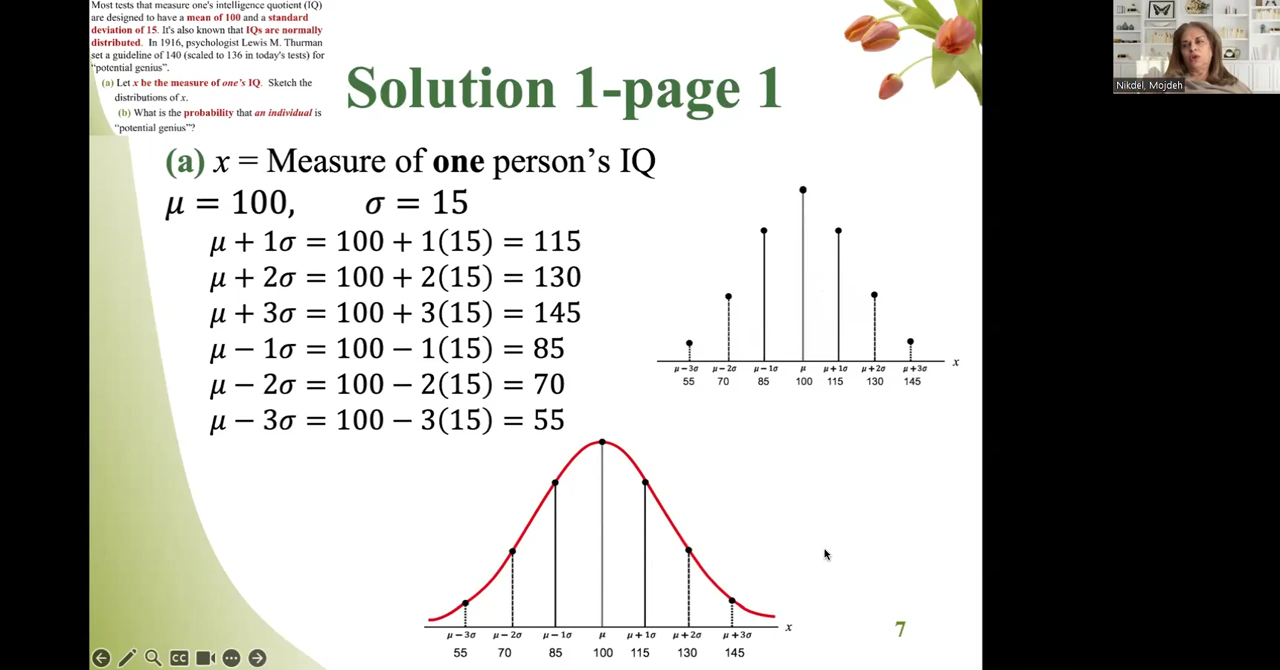 Most tests that measure one's intelligence quotient (IQ)
are designed to have a mean of 100 and a standard
deviation of 15. It's also known that IQs are normally
distributed. In 1916, psychologist Lewis M. Thurman
set a guideline of 140 (scaled to 136 in today's tests) for
"potential genius".
(a) Let x be the measure of one's IQ. Sketch the
distributions of x.
(b) What is the probability that an individual is
"potential genius"?
Solution 1-page 1
Nikdel, Mojdeh
(a) x = Measure of one person's IQ
μ = 100, σ = 15
μ + 1σ = 100 + 1(15) = 115
μ + 2σ = 100 + 2(15) = 130
μ + 3σ = 100 + 3(15) = 145
μ − 1σ = 100 − 1(15) = 85
μ − 2σ = 100 − 2(15) = 70
μ − 3σ = 100 − 3(15) = 55
x
μ−3σ μ−2σ μ−1σ μ μ+1σ μ+2σ μ+3σ
55 70 85 100 115 130 145
x
μ−3σ μ−2σ μ−1σ μ μ+1σ μ+2σ μ+3σ
55 70 85 100 115 130 145
7
CC